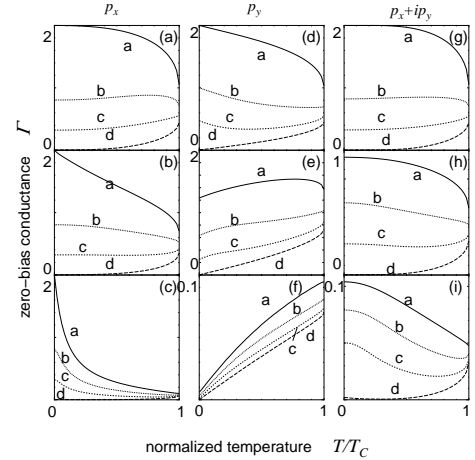 p_x p_y p_x+ip_y
2 a (a) b c d 0
a (d) b c d 0
2 a (g) b c d 0
zero−bias conductance Γ
2 a (b) b c d 0
2 a (e) b c d 0
1 a (h) b c d 0
2 a (c) b c d 0 1
0.1 a (f) b c d 0 1
0.1 a (i) b c d 0 1
normalized temperature T/T_C